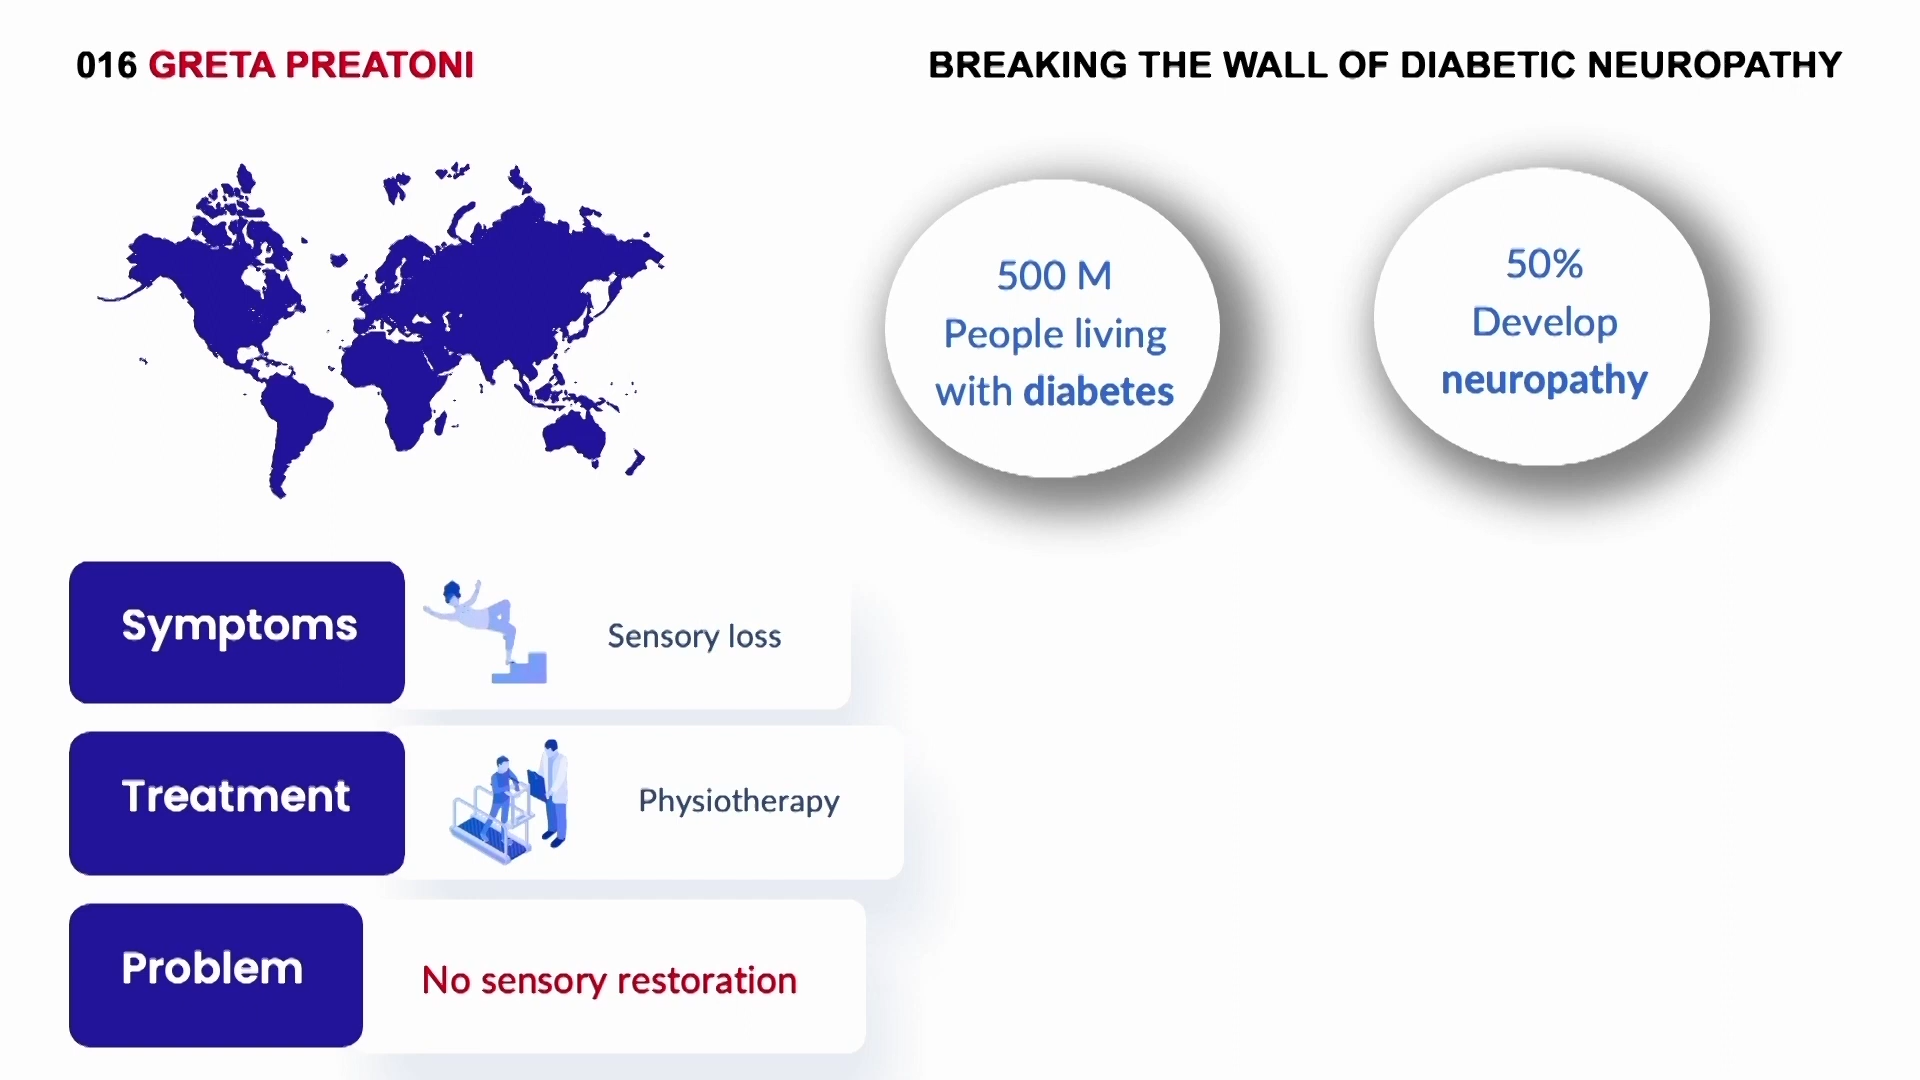 016 GRETA PREATONI
BREAKING THE WALL OF DIABETIC NEUROPATHY
500 M
People living
with diabetes
50%
Develop
neuropathy
Symptoms
Sensory loss
Treatment
Physiotherapy
Problem
No sensory restoration